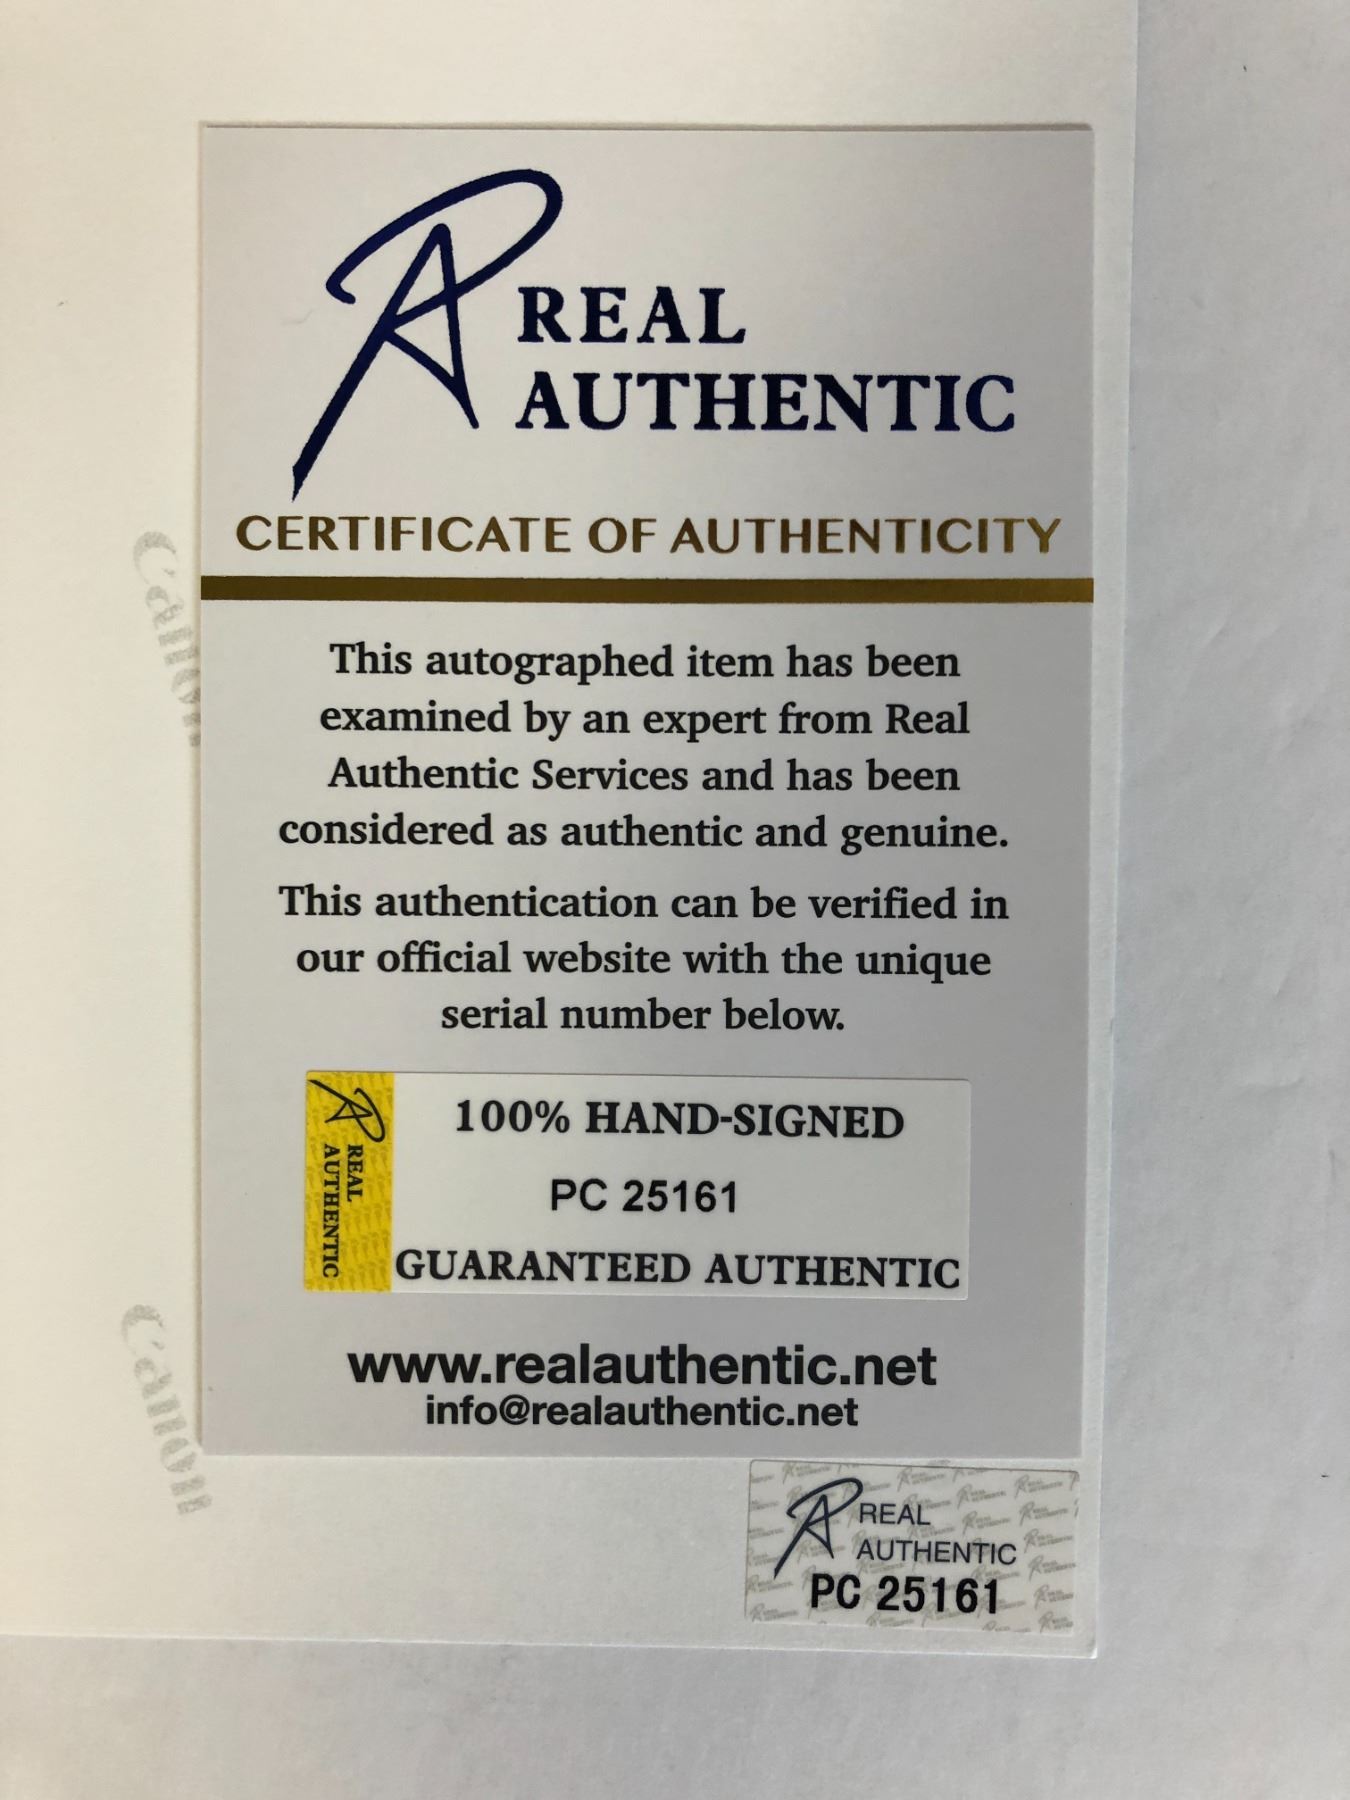 REAL
AUTHENTIC
CERTIFICATE OF AUTHENTICITY
This autographed item has been
examined by an expert from Real
Authentic Services and has been
considered as authentic and genuine.
This authentication can be verified in
our official website with the unique
serial number below.
REAL
AUTHENTIC
100% HAND-SIGNED
PC 25161
GUARANTEED AUTHENTIC
www.realauthentic.net
info@realauthentic.net
REAL
AUTHENTIC
PC 25161
Canon
Canon